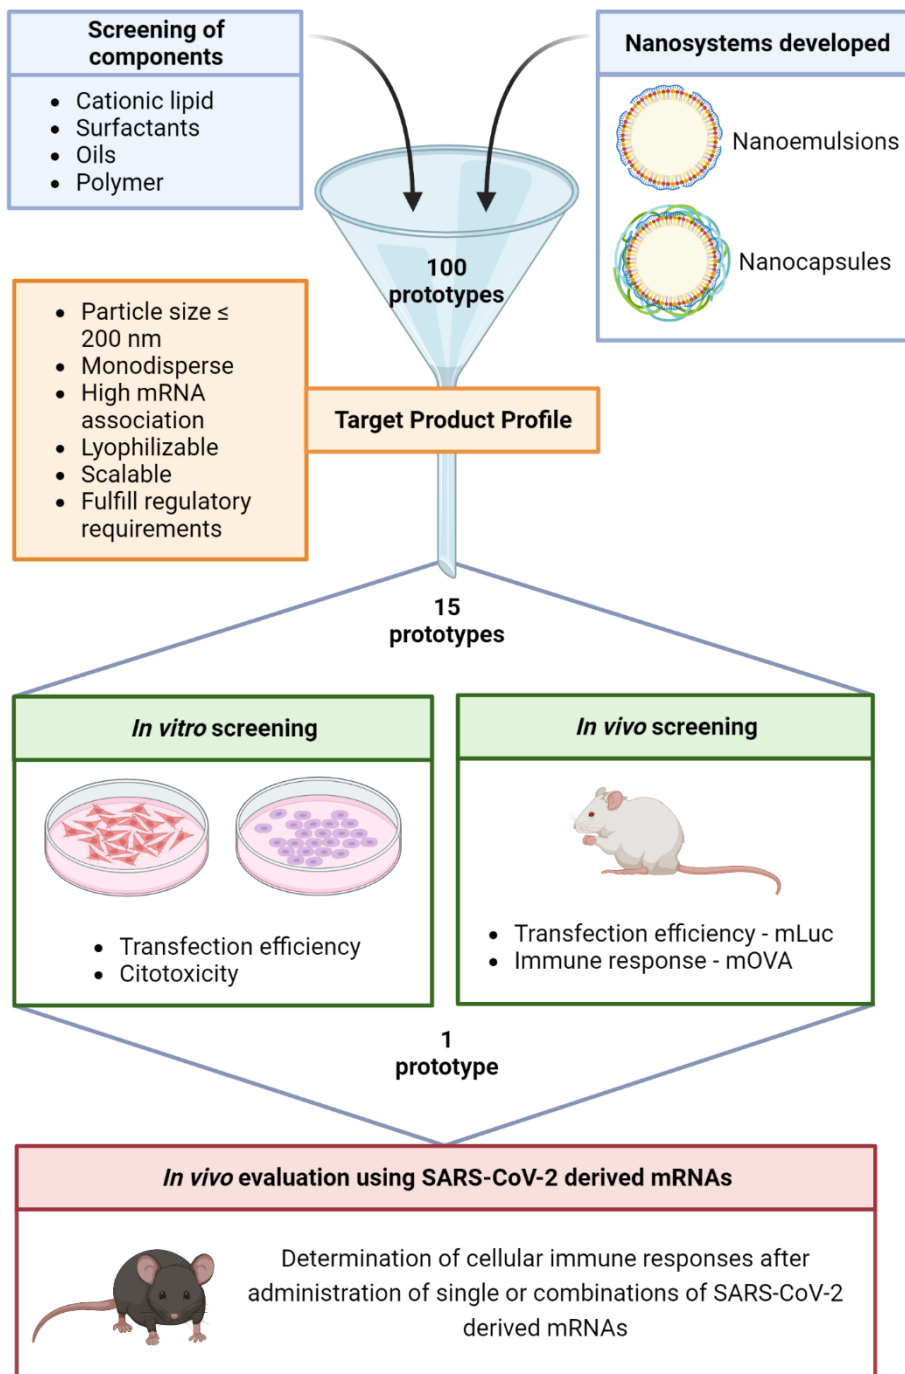 Screening of
components
• Cationic lipid
• Surfactants
• Oils
• Polymer
Nanosystems developed
Nanoemulsions
Nanocapsules
100
prototypes
• Particle size ≤
200 nm
• Monodisperse
• High mRNA
association
• Lyophilizable
• Scalable
• Fulfill regulatory
requirements
Target Product Profile
15
prototypes
In vitro screening
• Transfection efficiency
• Citotoxicity
In vivo screening
• Transfection efficiency - mLuc
• Immune response - mOVA
1
prototype
In vivo evaluation using SARS-CoV-2 derived mRNAs
Determination of cellular immune responses after
administration of single or combinations of SARS-CoV-2
derived mRNAs